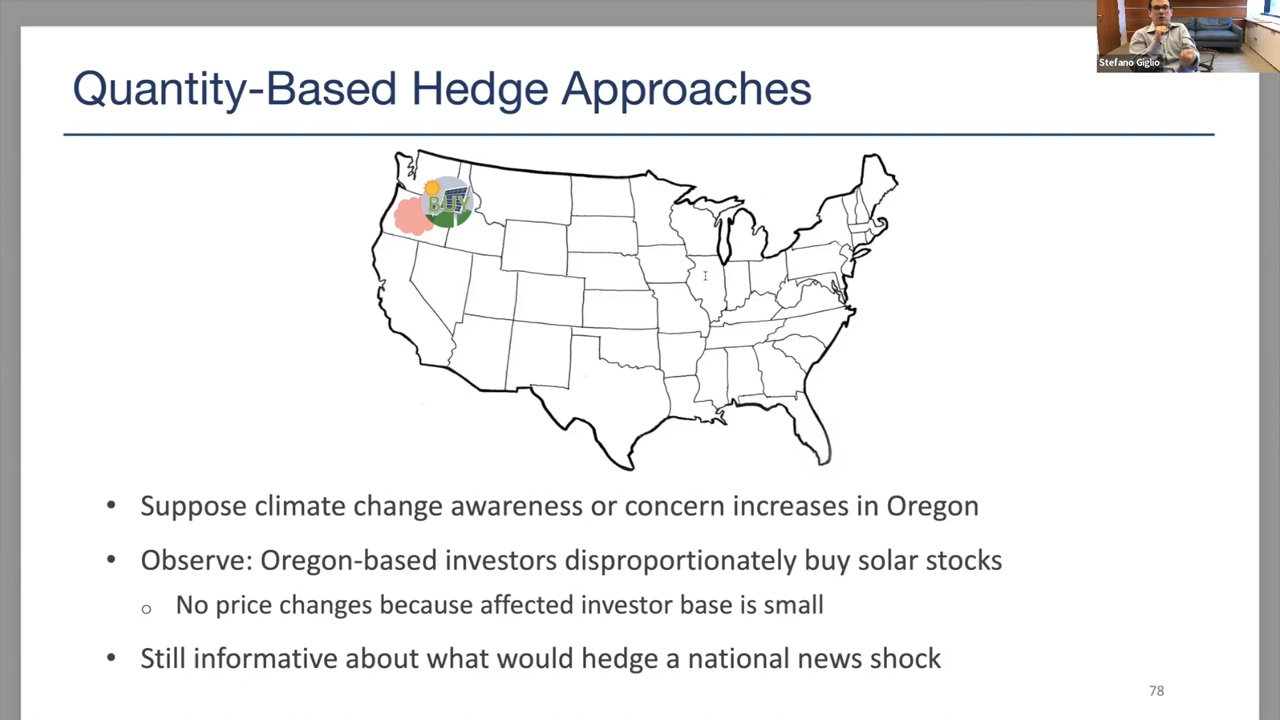 Stefano Giglio
Quantity-Based Hedge Approaches
BUY
• Suppose climate change awareness or concern increases in Oregon
• Observe: Oregon-based investors disproportionately buy solar stocks
o No price changes because affected investor base is small
• Still informative about what would hedge a national news shock
78